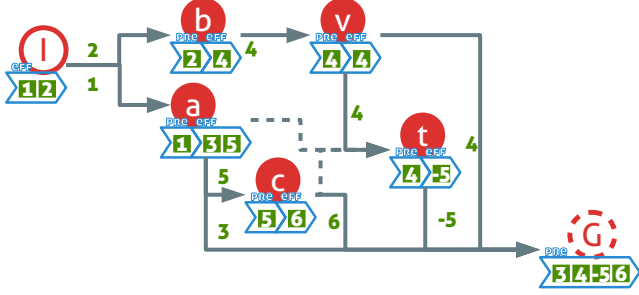 b
v
I
2
PRE EFF
2 4
4
PRE EFF
4 4
EFF
1 2
1
a
PRE EFF
1 3 5
4
t
4
PRE EFF
4 -5
5
c
PRE EFF
5 6
3
6
-5
G
PRE
3 4 -5 6